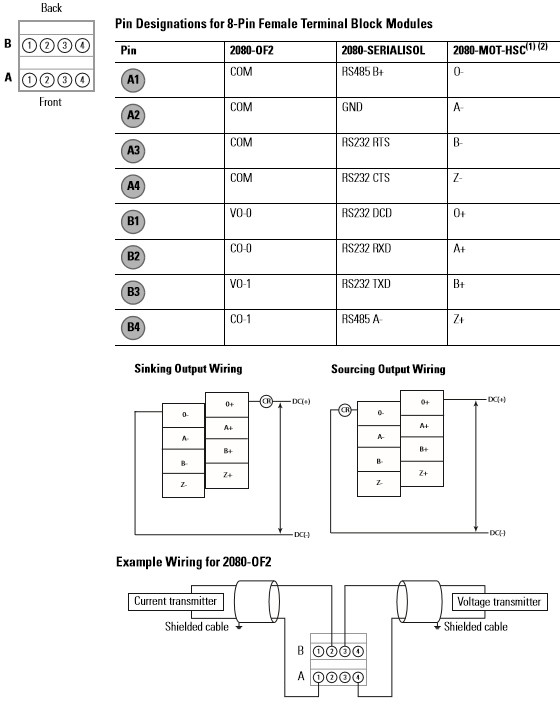 Back
B 1 2 3 4
A 1 2 3 4
Front
Pin Designations for 8-Pin Female Terminal Block Modules
Pin 2080-OF2 2080-SERIALISOL 2080-MOT-HSC(1) (2)
A1 COM RS485 B+ O-
A2 COM GND A-
A3 COM RS232 RTS B-
A4 COM RS232 CTS Z-
B1 VO-0 RS232 DCD O+
B2 CO-0 RS232 RXD A+
B3 VO-1 RS232 TXD B+
B4 CO-1 RS485 A- Z+
Sinking Output Wiring
0+ CR DC(+)
0-
A+
A-
B+
B-
Z+
Z-
DC(-)
Sourcing Output Wiring
0+ DC(+)
CR 0-
A+
A-
B+
B-
Z+
Z-
DC(-)
Example Wiring for 2080-OF2
Current transmitter
Shielded cable
Voltage transmitter
Shielded cable
B 1 2 3 4
A 1 2 3 4